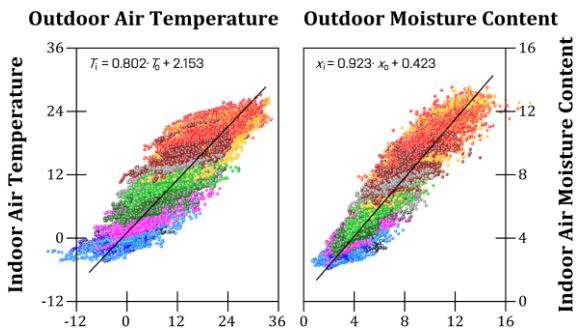 Outdoor Air Temperature
Outdoor Moisture Content
Indoor Air Temperature
36
24
12
0
-12
-12 0 12 24 36
Ti = 0.802· To + 2.153
xi = 0.923· xo + 0.423
16
12
8
4
0
0 4 8 12 16
Indoor Air Moisture Content